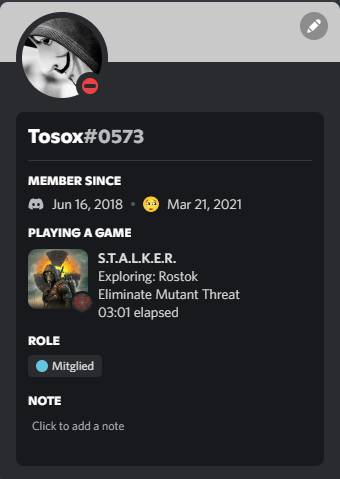 Tosox#0573
MEMBER SINCE
Jun 16, 2018 • Mar 21, 2021
PLAYING A GAME
S.T.A.L.K.E.R.
Exploring: Rostok
Eliminate Mutant Threat
03:01 elapsed
ROLE
Mitglied
NOTE
Click to add a note